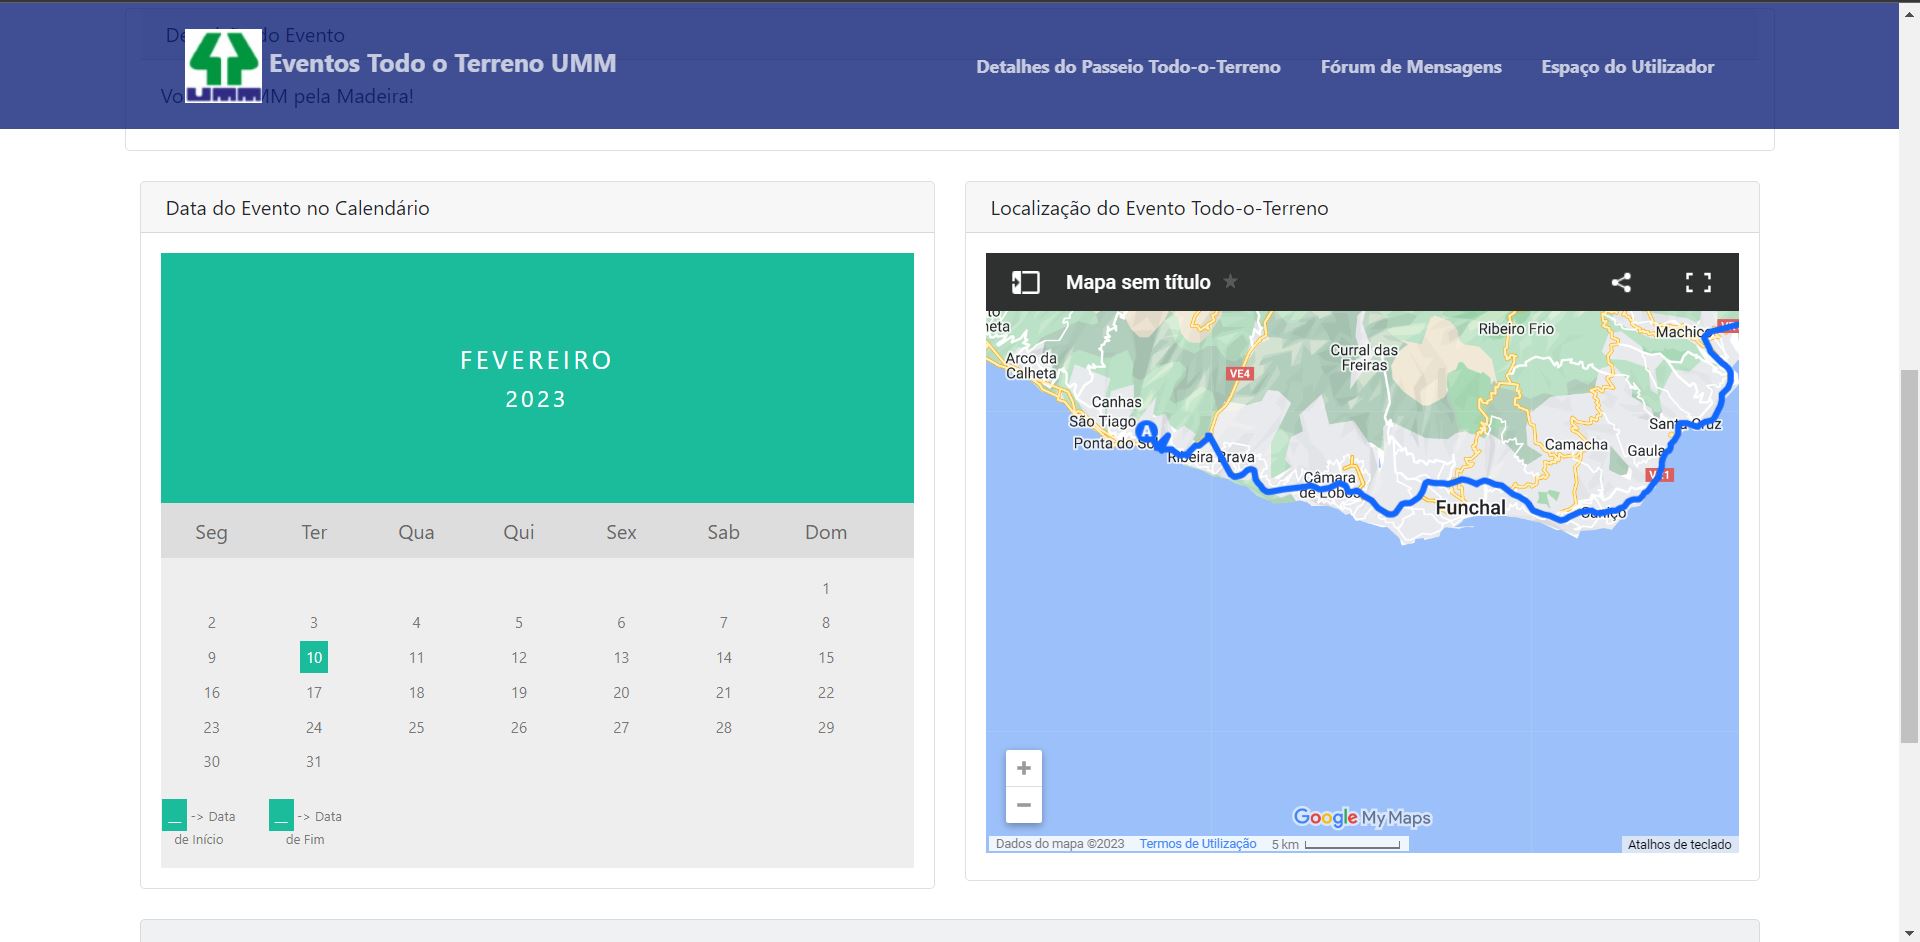 do Evento
Eventos Todo o Terreno UMM
Detalhes do Passeio Todo-o-Terreno
Fórum de Mensagens
Espaço do Utilizador
UMM
pela Madeira!
Data do Evento no Calendário
FEVEREIRO
2023
Seg Ter Qua Qui Sex Sab Dom
1
2 3 4 5 6 7 8
9 10 11 12 13 14 15
16 17 18 19 20 21 22
23 24 25 26 27 28 29
30 31
__ -> Data de Início
__ -> Data de Fim
Localização do Evento Todo-o-Terreno
Mapa sem título
Ribeiro Frio
Machico
Arco da
Calheta
Curral das
Freiras
VE4
Canhas
São Tiago
A
Ponta do Sol
Ribeira Brava
Santa Cruz
Camacha
Gaula
VE1
Câmara
de Lobos
Funchal
Caniço
+
−
Google My Maps
Dados do mapa ©2023 Termos de Utilização 5 km
Atalhos de teclado